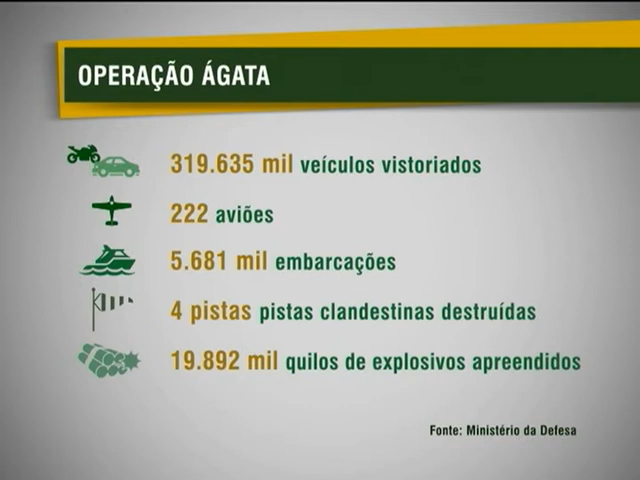 OPERAÇÃO ÁGATA
319.635 mil veículos vistoriados
222 aviões
5.681 mil embarcações
4 pistas pistas clandestinas destruídas
19.892 mil quilos de explosivos apreendidos
Fonte: Ministério da Defesa